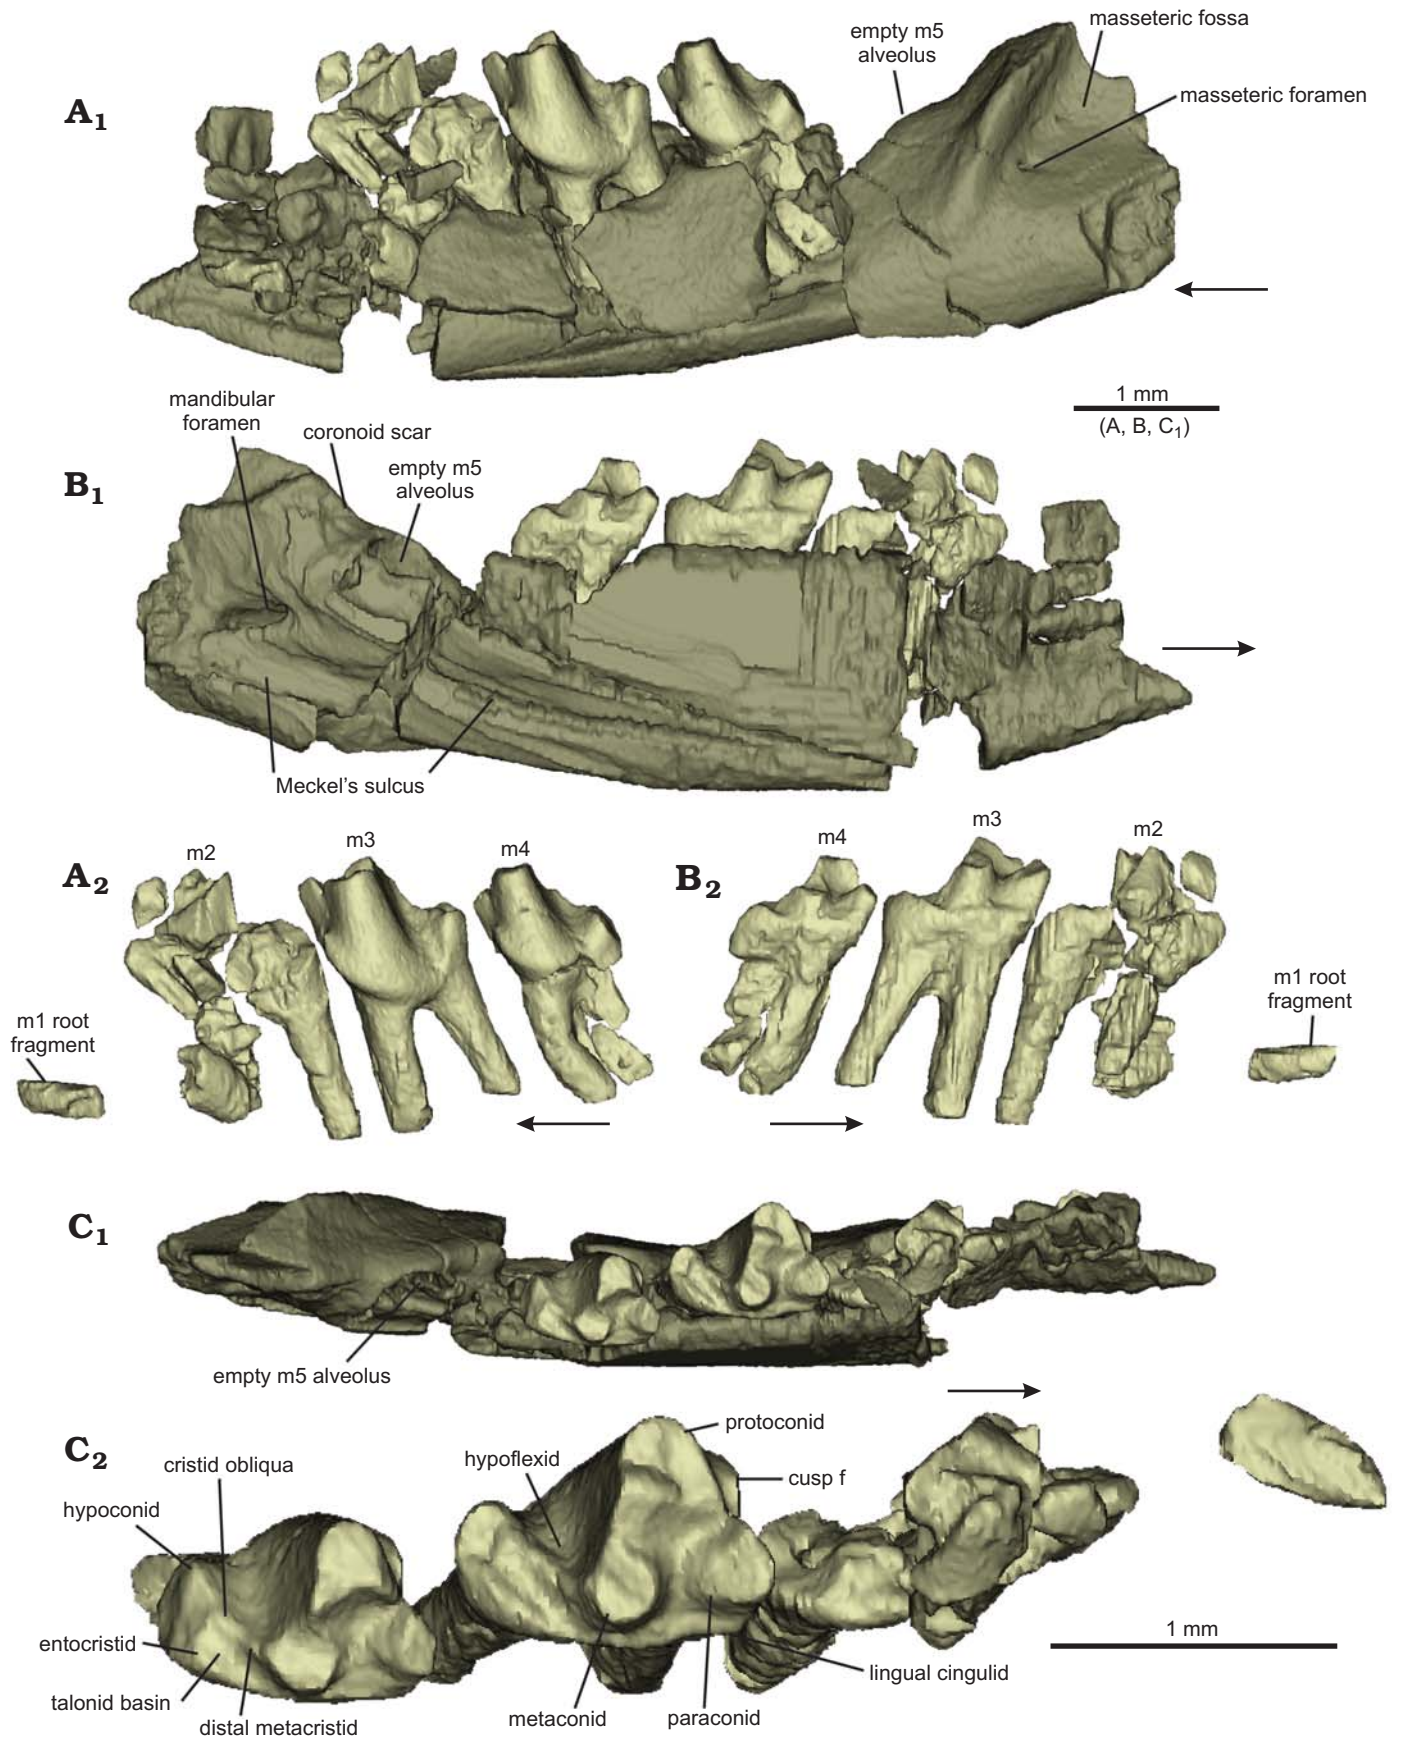 masseteric fossa
empty m5
alveolus
masseteric foramen
A1
1 mm
(A, B, C1)
mandibular
foramen
coronoid scar
empty m5
alveolus
B1
Meckel's sulcus
A2
m2
m3
m4
m1 root
fragment
B2
m4
m3
m2
m1 root
fragment
C1
empty m5 alveolus
C2
protoconid
hypoflexid
cristid obliqua
cusp f
hypoconid
entocristid
talonid basin
distal metacristid
metaconid
paraconid
lingual cingulid
1 mm